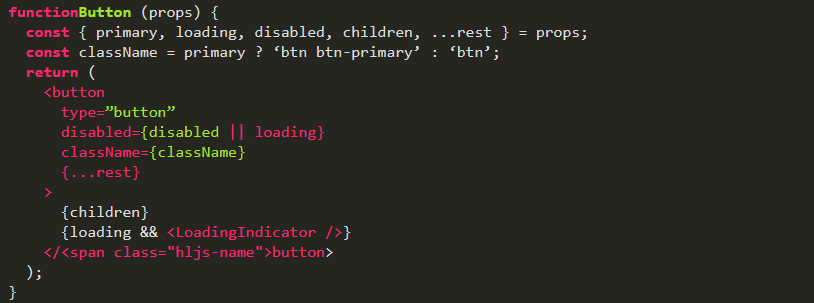 functionButton (props) {
  const { primary, loading, disabled, children, ...rest } = props;
  const className = primary ? ‘btn btn-primary’ : ‘btn’;
  return (
    <button
      type=”button”
      disabled={disabled || loading}
      className={className}
      {...rest}
    >
      {children}
      {loading && <LoadingIndicator />}
    </<span class="hljs-name">button>
  );
}